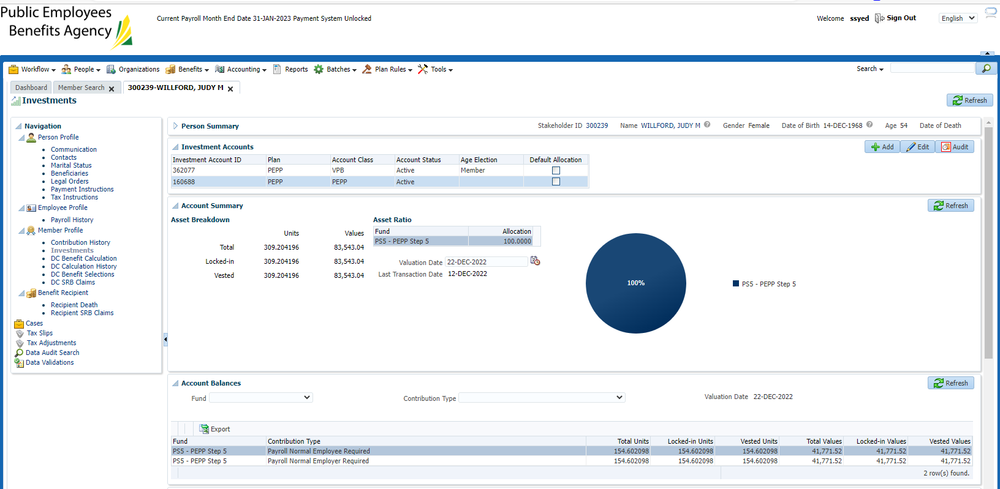 Public Employees
Benefits Agency
Current Payroll Month End Date 31-JAN-2023 Payment System Unlocked
Welcome ssyed Sign Out English
Workflow People Organizations Benefits Accounting Reports Batches Plan Rules Tools Search
Dashboard Member Search 300239-WILLFORD, JUDY M
Investments
Refresh
Navigation
Person Profile
Communication
Contacts
Marital Status
Beneficiaries
Legal Orders
Payment Instructions
Tax Instructions
Employee Profile
Payroll History
Member Profile
Contribution History
Investments
DC Benefit Calculation
DC Calculation History
DC Benefit Selections
DC SRB Claims
Benefit Recipient
Recipient Death
Recipient SRB Claims
Cases
Tax Slips
Tax Adjustments
Data Audit Search
Data Validations
Person Summary Stakeholder ID 300239 Name WILLFORD, JUDY M Gender Female Date of Birth 14-DEC-1968 Age 54 Date of Death
Investment Accounts Add Edit Audit
Investment Account ID Plan Account Class Account Status Age Election Default Allocation
362077 PEPP VPB Active Member
160688 PEPP PEPP Active
Account Summary Refresh
Asset Breakdown
Units Values
Total 309.204196 83,543.04
Locked-in 309.204196 83,543.04
Vested 309.204196 83,543.04
Asset Ratio
Fund Allocation
PS5 - PEPP Step 5 100.0000
Valuation Date 22-DEC-2022
Last Transaction Date 12-DEC-2022
100%
PS5 - PEPP Step 5
Account Balances Refresh
Fund Contribution Type Valuation Date 22-DEC-2022
Export
Fund Contribution Type Total Units Locked-in Units Vested Units Total Values Locked-in Values Vested Values
PS5 - PEPP Step 5 Payroll Normal Employee Required 154.602098 154.602098 154.602098 41,771.52 41,771.52 41,771.52
PS5 - PEPP Step 5 Payroll Normal Employer Required 154.602098 154.602098 154.602098 41,771.52 41,771.52 41,771.52
2 row(s) found.